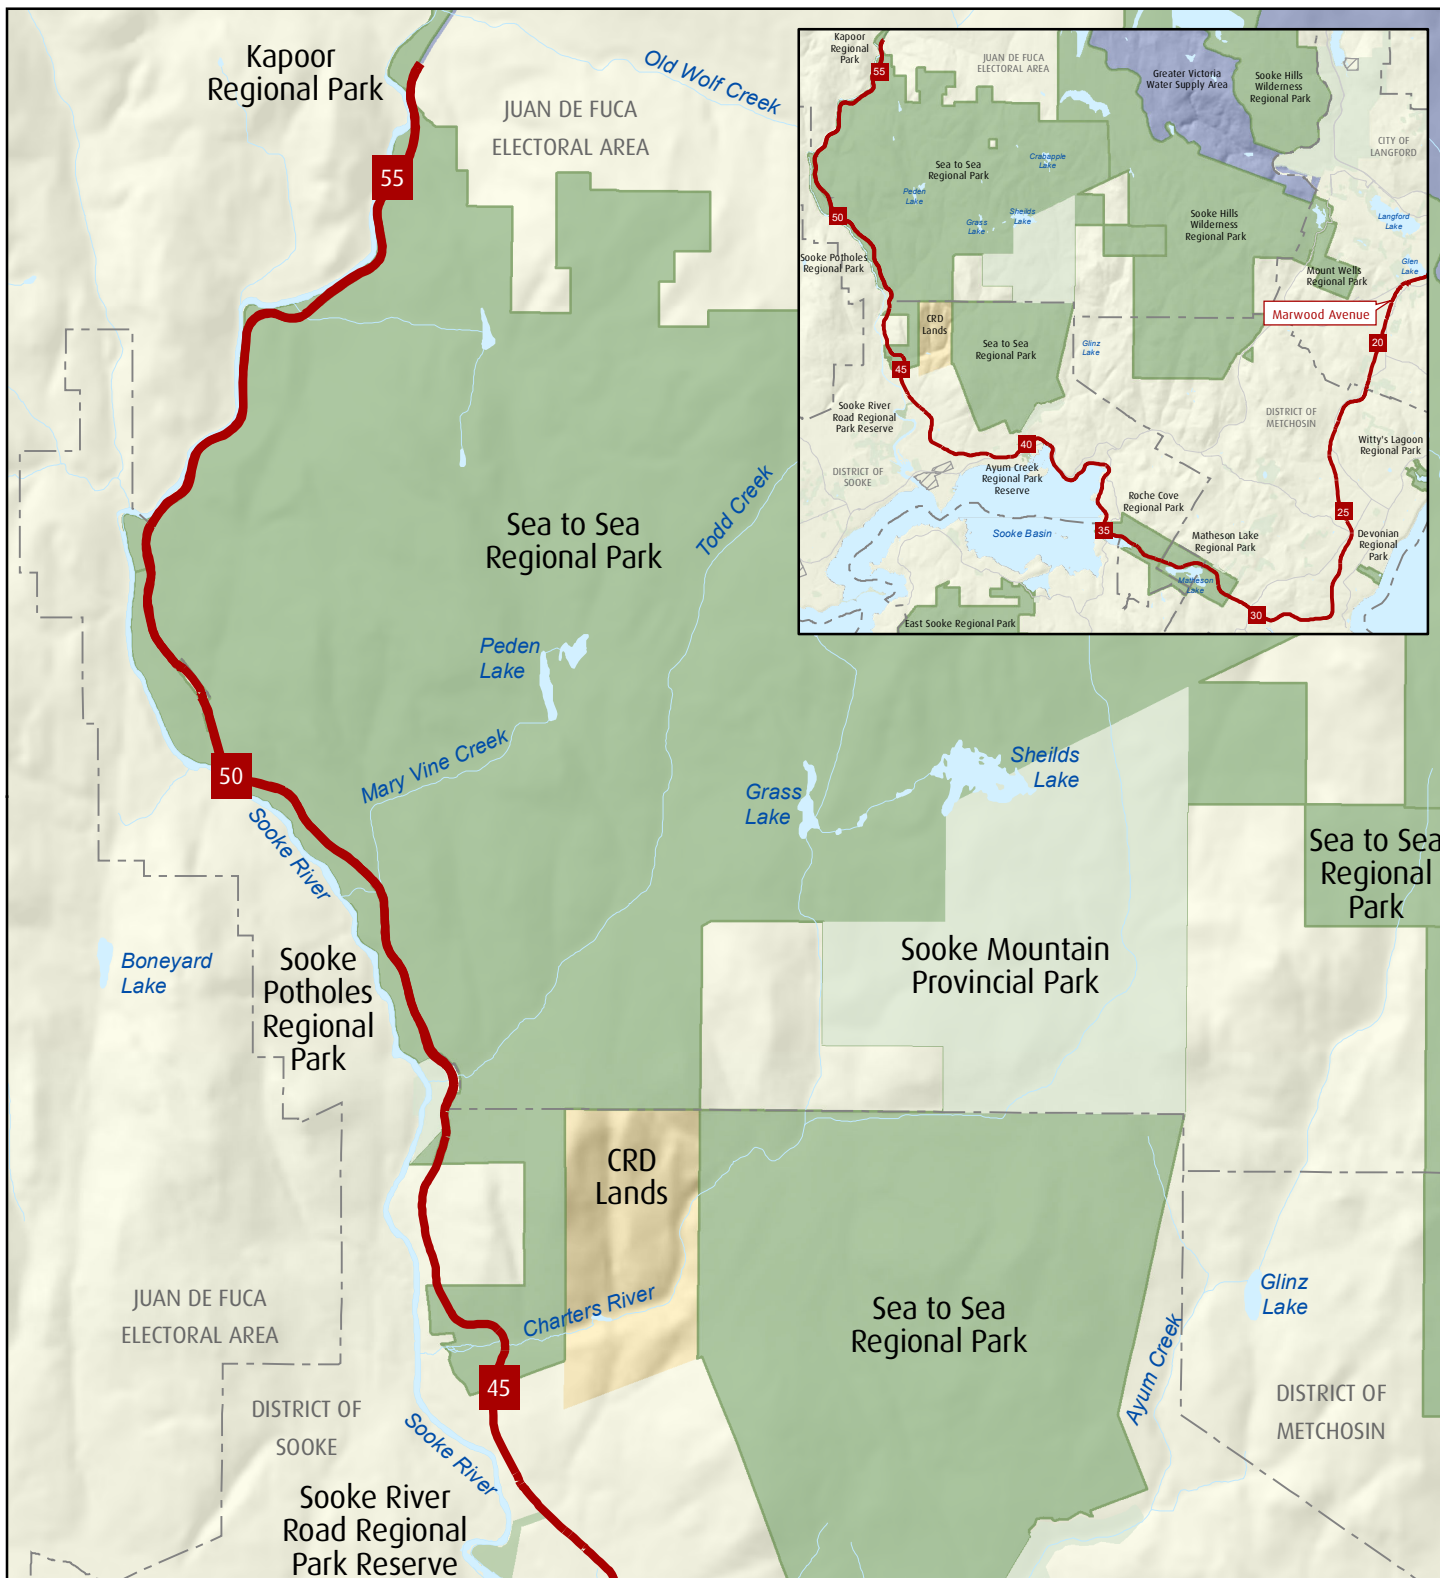 Kapoor
Regional Park
Old Wolf Creek
JUAN DE FUCA
ELECTORAL AREA
55
Sea to Sea
Regional Park
Todd Creek
Peden
Lake
Mary Vine Creek
50
Sooke River
Grass
Lake
Sheilds
Lake
Sea to Sea
Regional
Park
Boneyard
Lake
Sooke
Potholes
Regional
Park
Sooke Mountain
Provincial Park
CRD
Lands
JUAN DE FUCA
ELECTORAL AREA
Charters River
Sea to Sea
Regional Park
Glinz
Lake
Ayum Creek
45
DISTRICT OF
SOOKE
Sooke River
DISTRICT OF
METCHOSIN
Sooke River
Road Regional
Park Reserve
Kapoor
Regional
Park
55
JUAN DE FUCA
ELECTORAL AREA
Greater Victoria
Water Supply Area
Sooke Hills
Wilderness
Regional Park
CITY OF
LANGFORD
Sea to Sea
Regional Park
Crabapple
Lake
Peden
Lake
Grass
Lake
Sheilds
Lake
50
Sooke Hills
Wilderness
Regional Park
Langford
Lake
Sooke Potholes
Regional Park
Glen
Lake
Mount Wells
Regional Park
Marwood Avenue
CRD
Lands
Sea to Sea
Regional Park
Glinz
Lake
20
45
Sooke River
Road Regional
Park Reserve
DISTRICT OF
METCHOSIN
40
Witty's Lagoon
Regional Park
DISTRICT OF
SOOKE
Ayum Creek
Regional Park
Reserve
Roche Cove
Regional Park
25
Sooke Basin
35
Matheson Lake
Regional Park
Devonian
Regional
Park
Matheson
Lake
30
East Sooke Regional Park